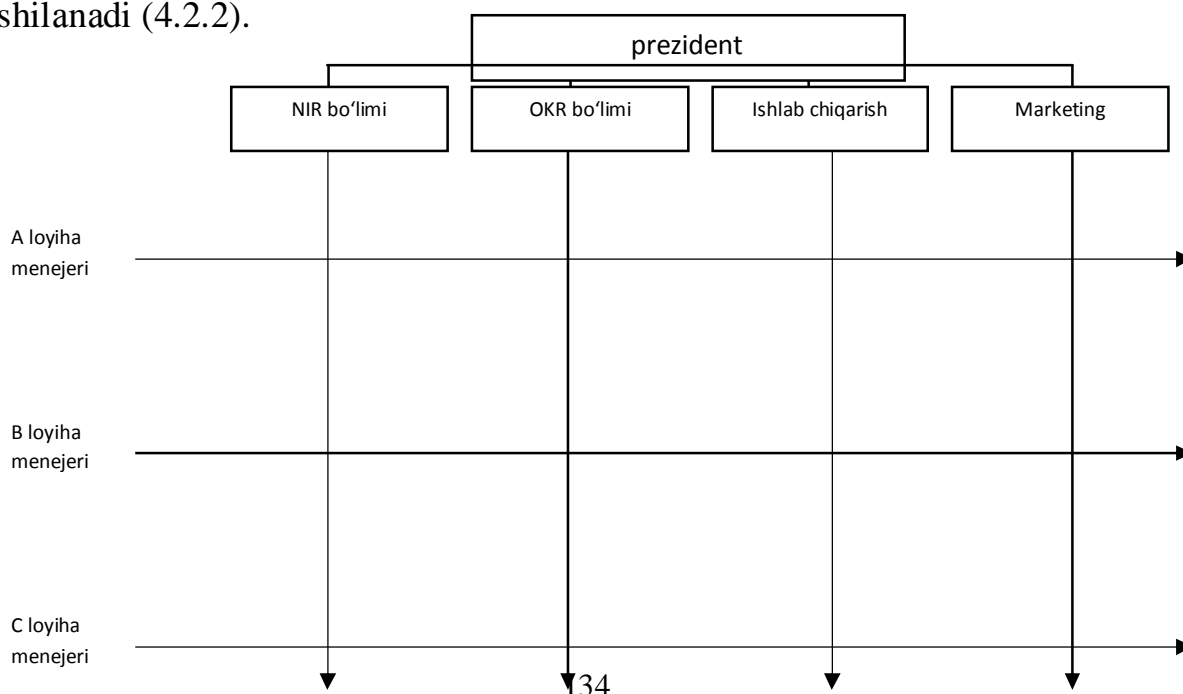 shilanadi (4.2.2).
prezident
NIR bo‘limi
OKR bo‘limi
Ishlab chiqarish
Marketing
A loyiha
menejeri
B loyiha
menejeri
C loyiha
menejeri
134